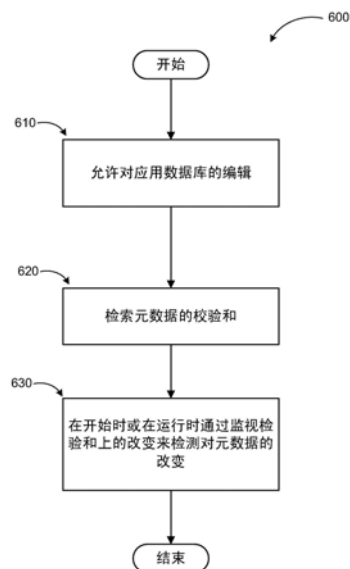 600
开始
610
允许对应用数据库的编辑
620
检索元数据的校验和
630
在开始时或在运行时通过监视检
验和上的改变来检测对元数据的
改变
结束